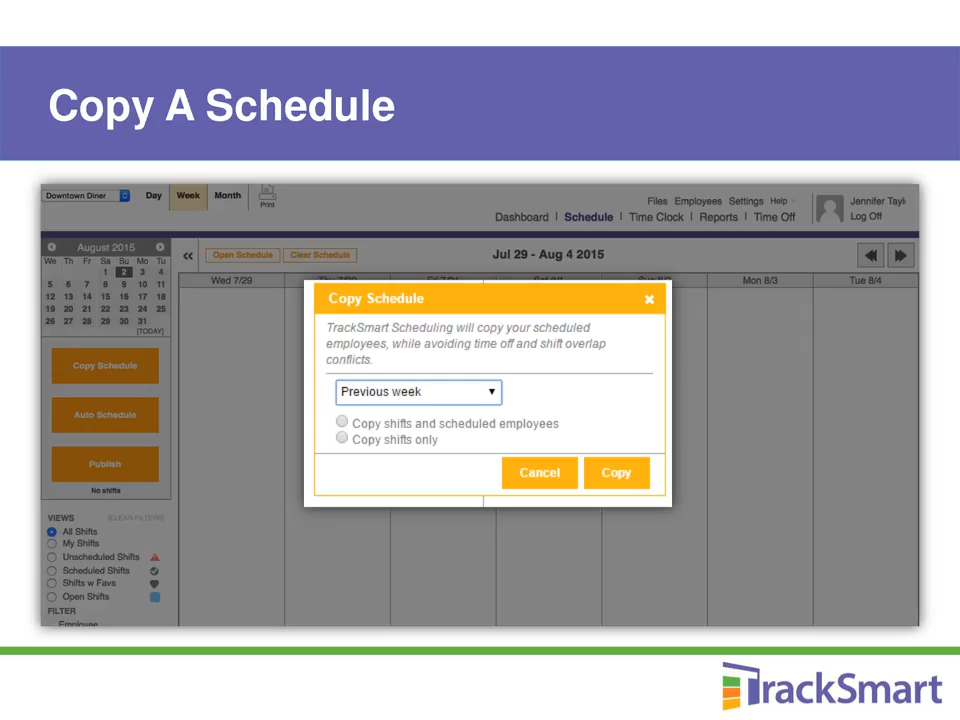 Copy A Schedule
Downtown Diner
Day
Week
Month
Print
Files Employees Settings Help
Dashboard | Schedule | Time Clock | Reports | Time Off
Jennifer Tayl
Log Off
August 2015
We Th Fr Sa Su Mo Tu
1 2 3 4
5 6 7 8 9 10 11
12 13 14 15 16 17 18
19 20 21 22 23 24 25
26 27 28 29 30 31
[TODAY]
«
Open Schedule
Clear Schedule
Jul 29 - Aug 4 2015
Wed 7/29
Mon 8/3
Tue 8/4
Copy Schedule
Auto Schedule
Publish
No shifts
VIEWS [CLEAR FILTERS]
All Shifts
My Shifts
Unscheduled Shifts
Scheduled Shifts
Shifts w Favs
Open Shifts
FILTER
Employee
Copy Schedule
TrackSmart Scheduling will copy your scheduled
employees, while avoiding time off and shift overlap
conflicts.
Previous week
Copy shifts and scheduled employees
Copy shifts only
Cancel
Copy
TrackSmart